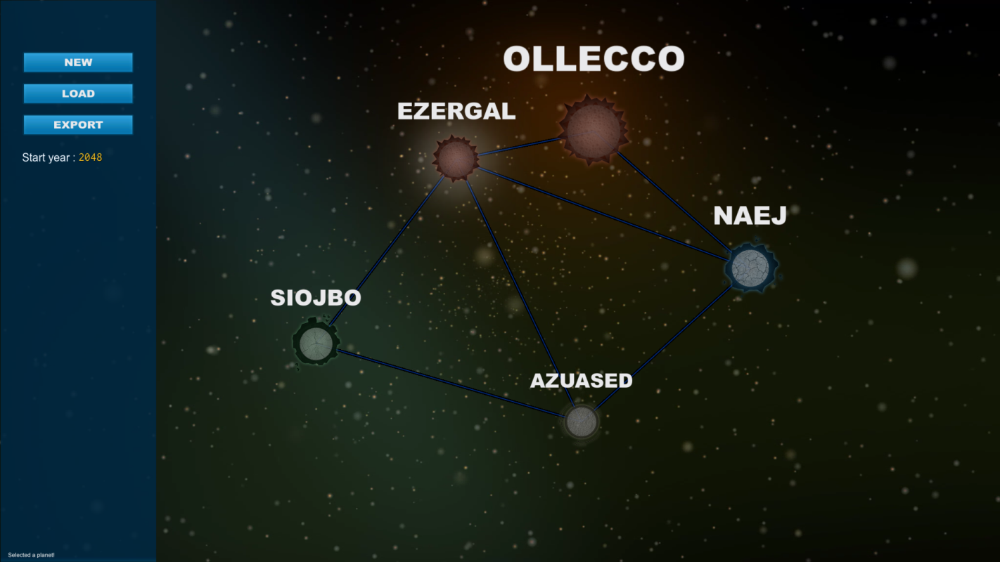 NEW
LOAD
EXPORT
Start year : 2048
OLLECCO
EZERGAL
NAEJ
SIOJBO
AZUASED
Selected a planet!